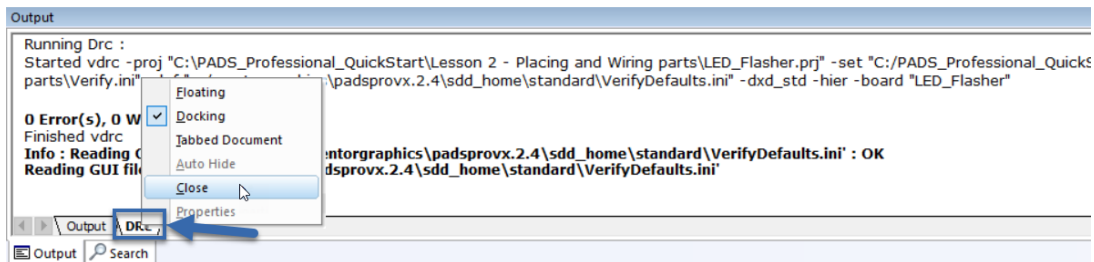 Output
Running Drc :
Started vdrc -proj "C:\PADS_Professional_QuickStart\Lesson 2 - Placing and Wiring parts\LED_Flasher.prj" -set "C:/PADS_Professional_Quick
parts\Verify.ini" \padsprovx.2.4\sdd_home\standard\VerifyDefaults.ini" -dxd_std -hier -board "LED_Flasher"
0 Error(s), 0 W
Finished vdrc
Info : Reading entorgraphics\padsprovx.2.4\sdd_home\standard\VerifyDefaults.ini' : OK
Reading GUI file dsprovx.2.4\sdd_home\standard\VerifyDefaults.ini'
Floating
Docking
Tabbed Document
Auto Hide
Close
Properties
Output DRC
Output Search